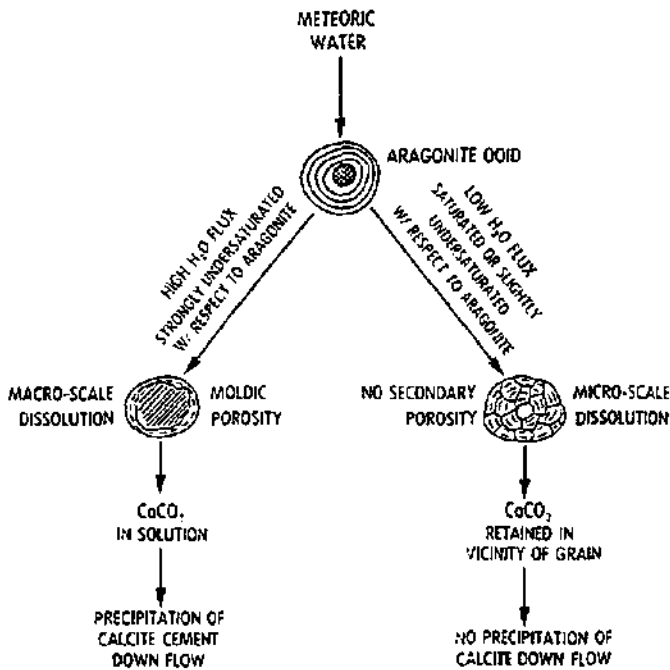 METEORIC
WATER
ARAGONITE OOID
HIGH H₂O FLUX
STRONGLY UNDERSATURATED
W/ RESPECT TO ARAGONITE
LOW H₂O FLUX
SATURATED OR SLIGHTLY
UNDERSATURATED
W/ RESPECT TO ARAGONITE
MACRO-SCALE
DISSOLUTION
MOLDIC
POROSITY
NO SECONDARY
POROSITY
MICRO-SCALE
DISSOLUTION
CaCO₃
IN SOLUTION
CaCO₃
RETAINED IN
VICINITY OF GRAIN
PRECIPITATION OF
CALCITE CEMENT
DOWN FLOW
NO PRECIPITATION OF
CALCITE DOWN FLOW